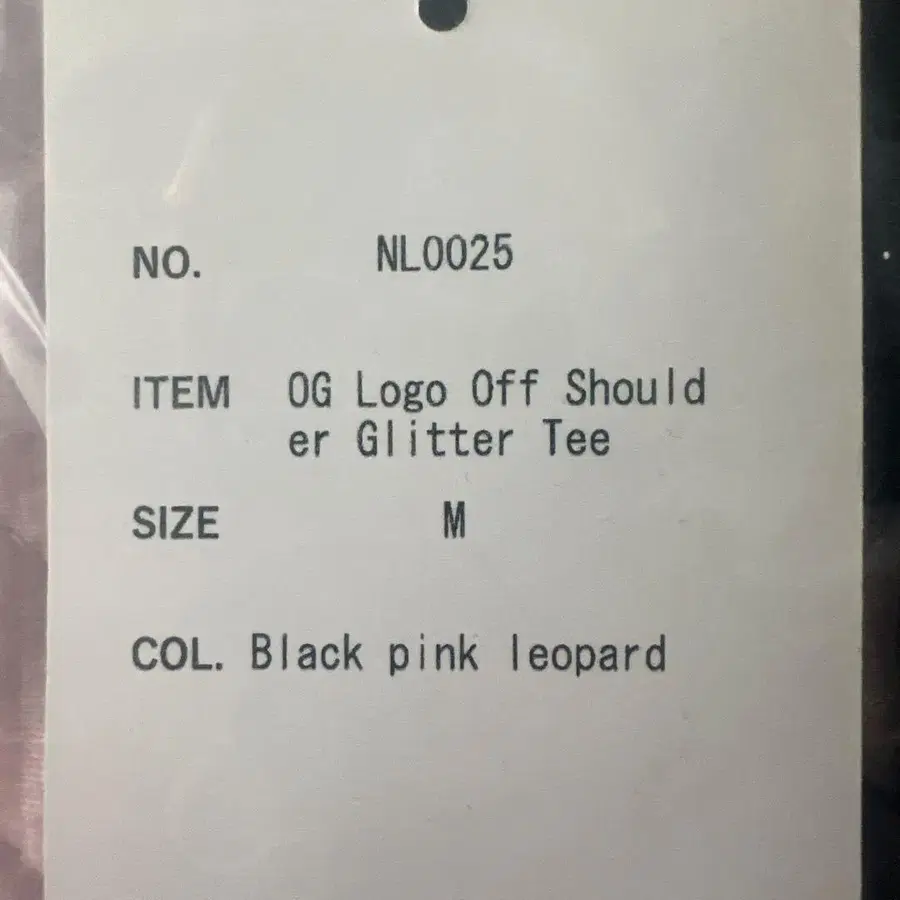 NO. NL0025
ITEM OG Logo Off Should
er Glitter Tee
SIZE M
COL. Black pink leopard